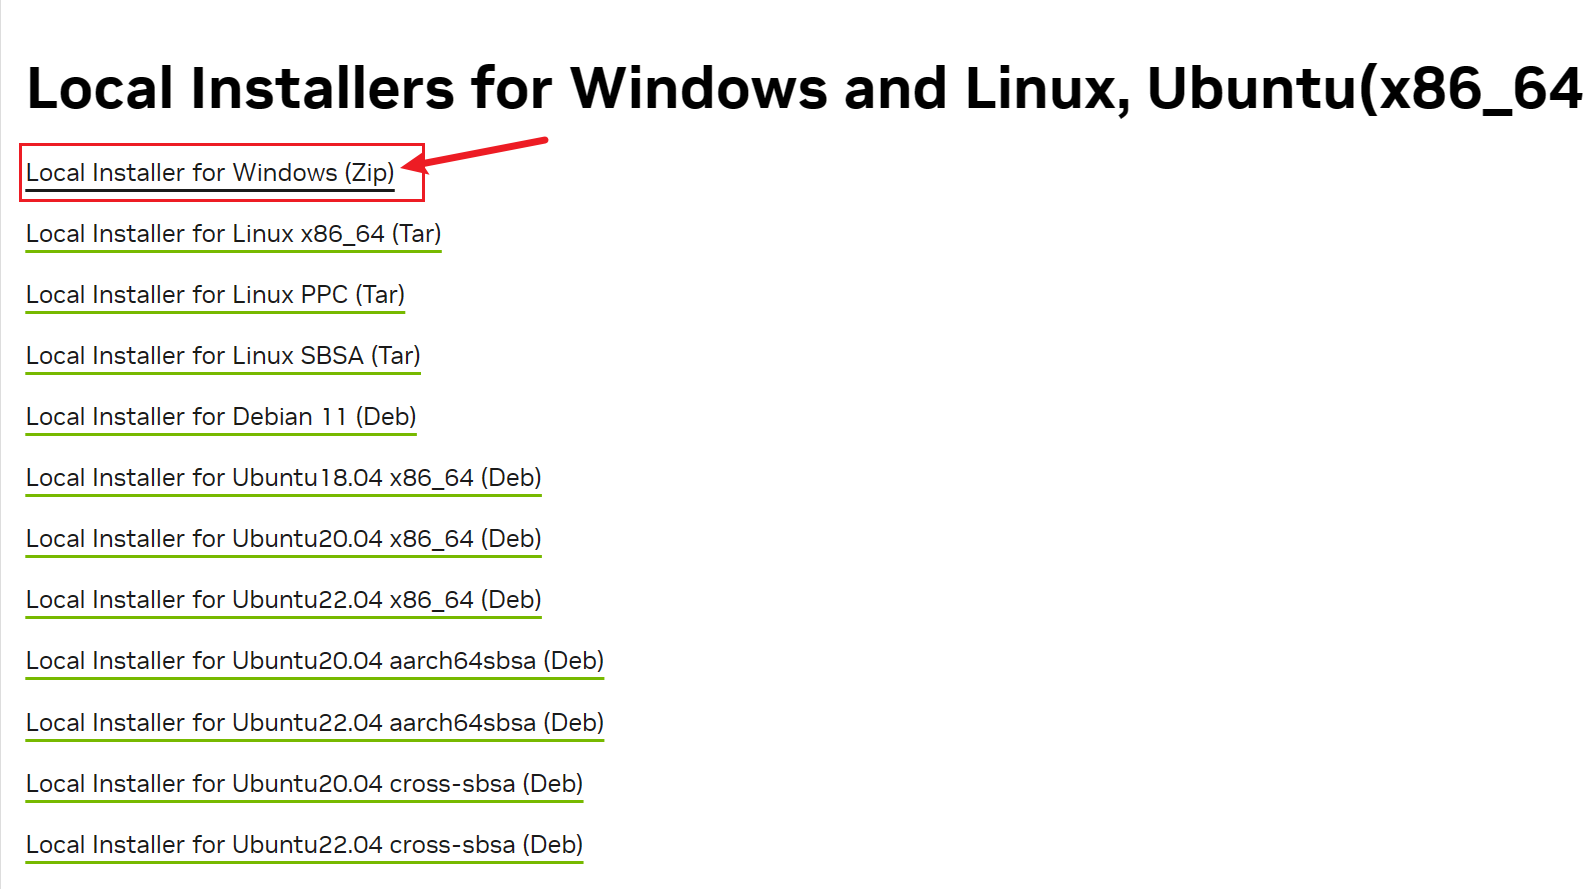 Local Installers for Windows and Linux, Ubuntu(x86_64
Local Installer for Windows (Zip)
Local Installer for Linux x86_64 (Tar)
Local Installer for Linux PPC (Tar)
Local Installer for Linux SBSA (Tar)
Local Installer for Debian 11 (Deb)
Local Installer for Ubuntu18.04 x86_64 (Deb)
Local Installer for Ubuntu20.04 x86_64 (Deb)
Local Installer for Ubuntu22.04 x86_64 (Deb)
Local Installer for Ubuntu20.04 aarch64sbsa (Deb)
Local Installer for Ubuntu22.04 aarch64sbsa (Deb)
Local Installer for Ubuntu20.04 cross-sbsa (Deb)
Local Installer for Ubuntu22.04 cross-sbsa (Deb)